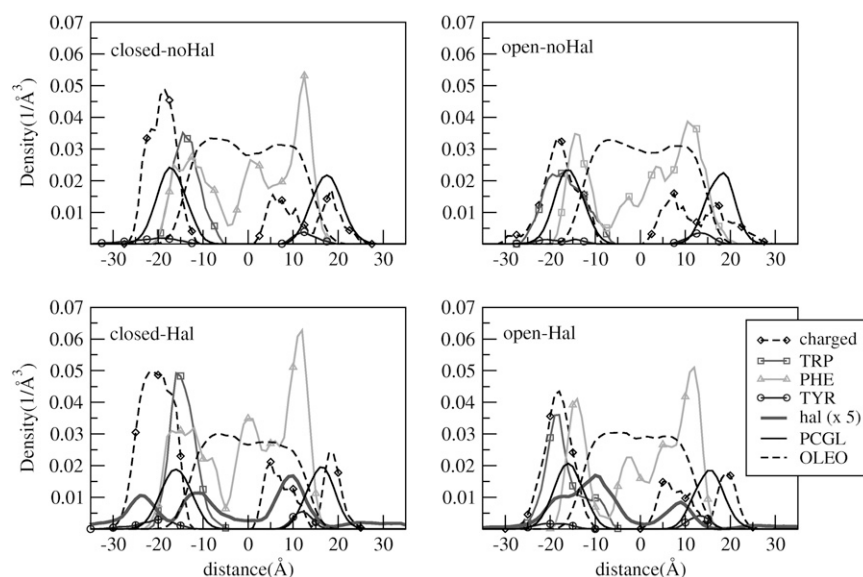 0.07 0.07
0.06 closed-noHal 0.06 open-noHal
0.05 0.05
0.04 0.04
0.03 0.03
0.02 0.02
0.01 0.01
Density(1/Å³)
-30 -20 -10 0 10 20 30 -30 -20 -10 0 10 20 30
0.07 0.07
0.06 closed-Hal 0.06 open-Hal
0.05 0.05
0.04 0.04
0.03 0.03
0.02 0.02
0.01 0.01
Density(1/Å³)
-30 -20 -10 0 10 20 30 -30 -20 -10 0 10 20 30
distance(Å) distance(Å)
charged
TRP
PHE
TYR
hal (x 5)
PCGL
OLEO